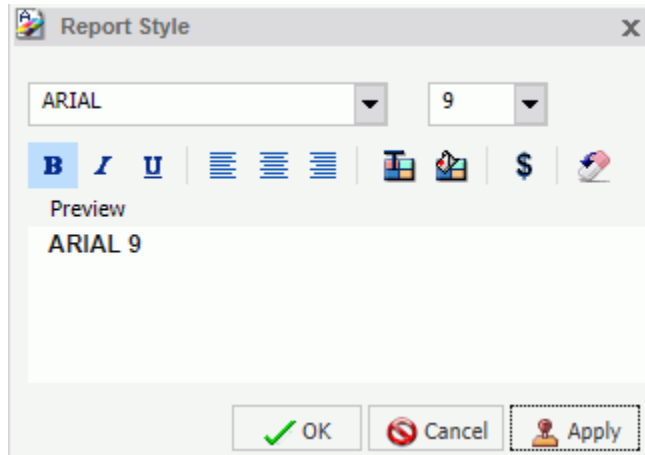 Report Style
ARIAL 9
B I U $
Preview
ARIAL 9
OK Cancel Apply